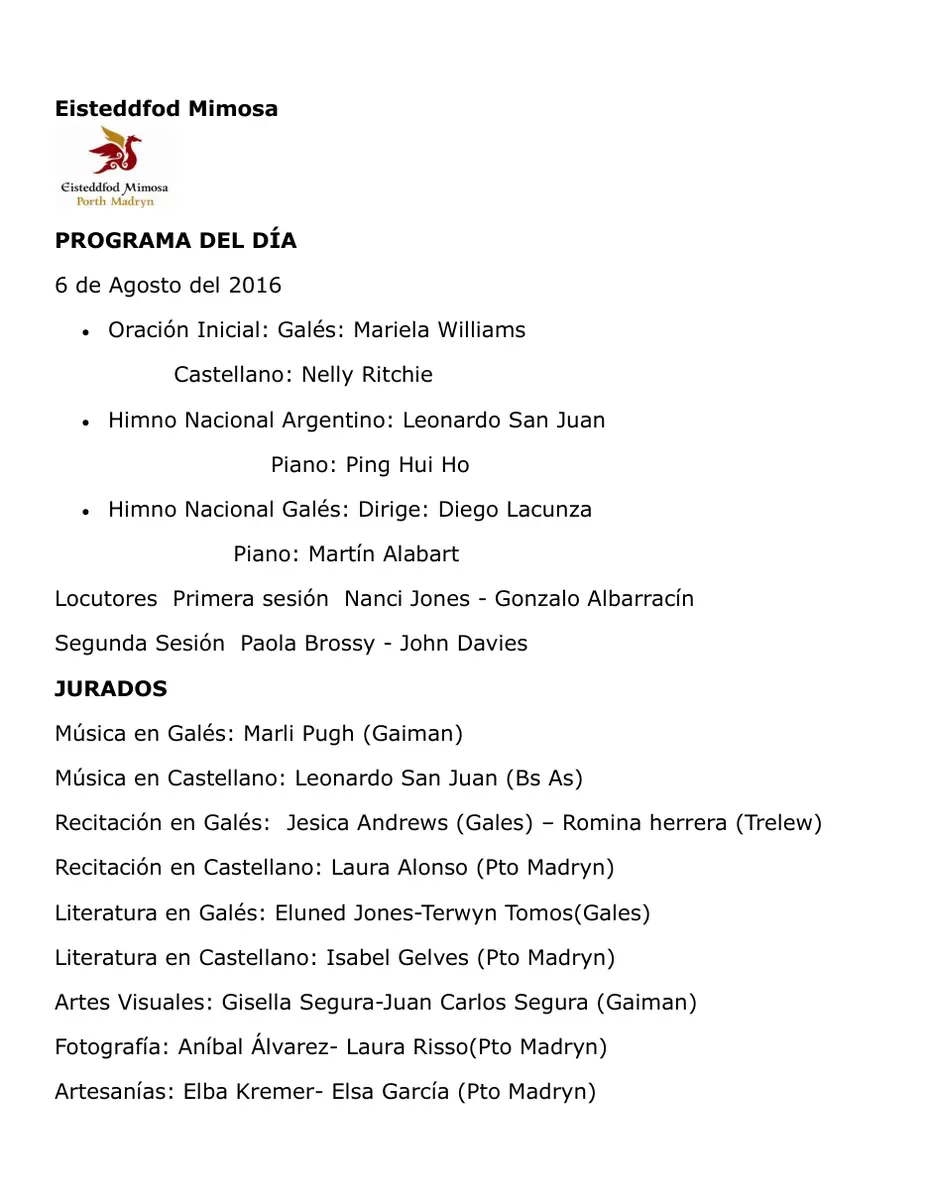 Eisteddfod Mimosa
Eisteddfod Mimosa
Porth Madryn
PROGRAMA DEL DÍA
6 de Agosto del 2016
• Oración Inicial: Galés: Mariela Williams
Castellano: Nelly Ritchie
• Himno Nacional Argentino: Leonardo San Juan
Piano: Ping Hui Ho
• Himno Nacional Galés: Dirige: Diego Lacunza
Piano: Martín Alabart
Locutores  Primera sesión  Nanci Jones - Gonzalo Albarracín
Segunda Sesión  Paola Brossy - John Davies
JURADOS
Música en Galés: Marli Pugh (Gaiman)
Música en Castellano: Leonardo San Juan (Bs As)
Recitación en Galés:  Jesica Andrews (Gales) – Romina herrera (Trelew)
Recitación en Castellano: Laura Alonso (Pto Madryn)
Literatura en Galés: Eluned Jones-Terwyn Tomos(Gales)
Literatura en Castellano: Isabel Gelves (Pto Madryn)
Artes Visuales: Gisella Segura-Juan Carlos Segura (Gaiman)
Fotografía: Aníbal Álvarez- Laura Risso(Pto Madryn)
Artesanías: Elba Kremer- Elsa García (Pto Madryn)